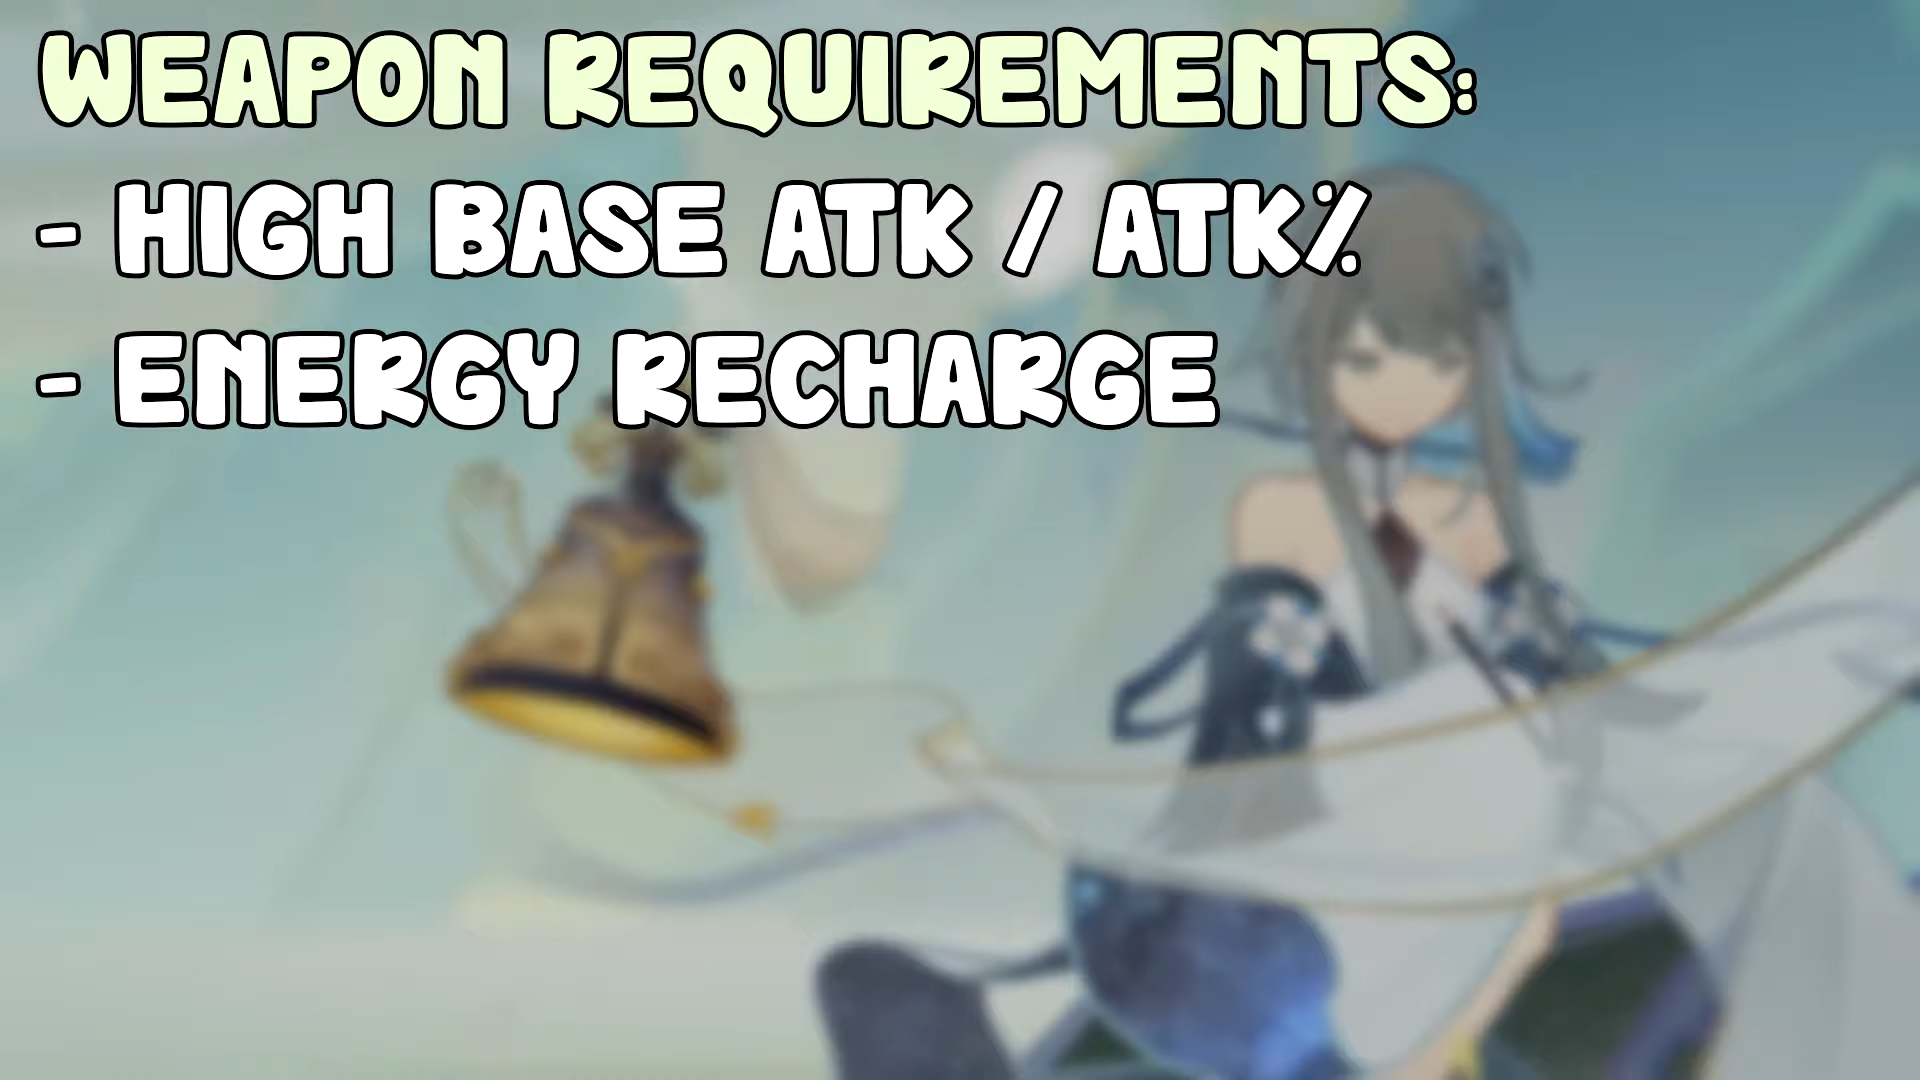 WEAPON REQUIREMENTS:
- HIGH BASE ATK / ATK%
- ENERGY RECHARGE